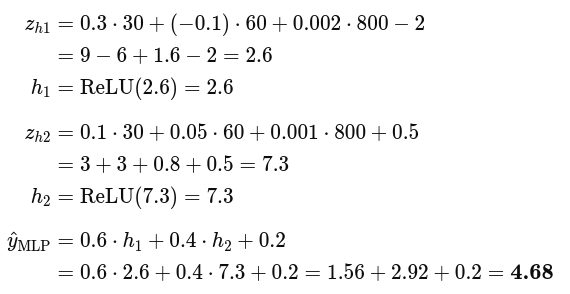 z_{h1} = 0.3 · 30 + (−0.1) · 60 + 0.002 · 800 − 2
= 9 − 6 + 1.6 − 2 = 2.6
h_1 = ReLU(2.6) = 2.6
z_{h2} = 0.1 · 30 + 0.05 · 60 + 0.001 · 800 + 0.5
= 3 + 3 + 0.8 + 0.5 = 7.3
h_2 = ReLU(7.3) = 7.3
ŷ_{MLP} = 0.6 · h_1 + 0.4 · h_2 + 0.2
= 0.6 · 2.6 + 0.4 · 7.3 + 0.2 = 1.56 + 2.92 + 0.2 = 4.68